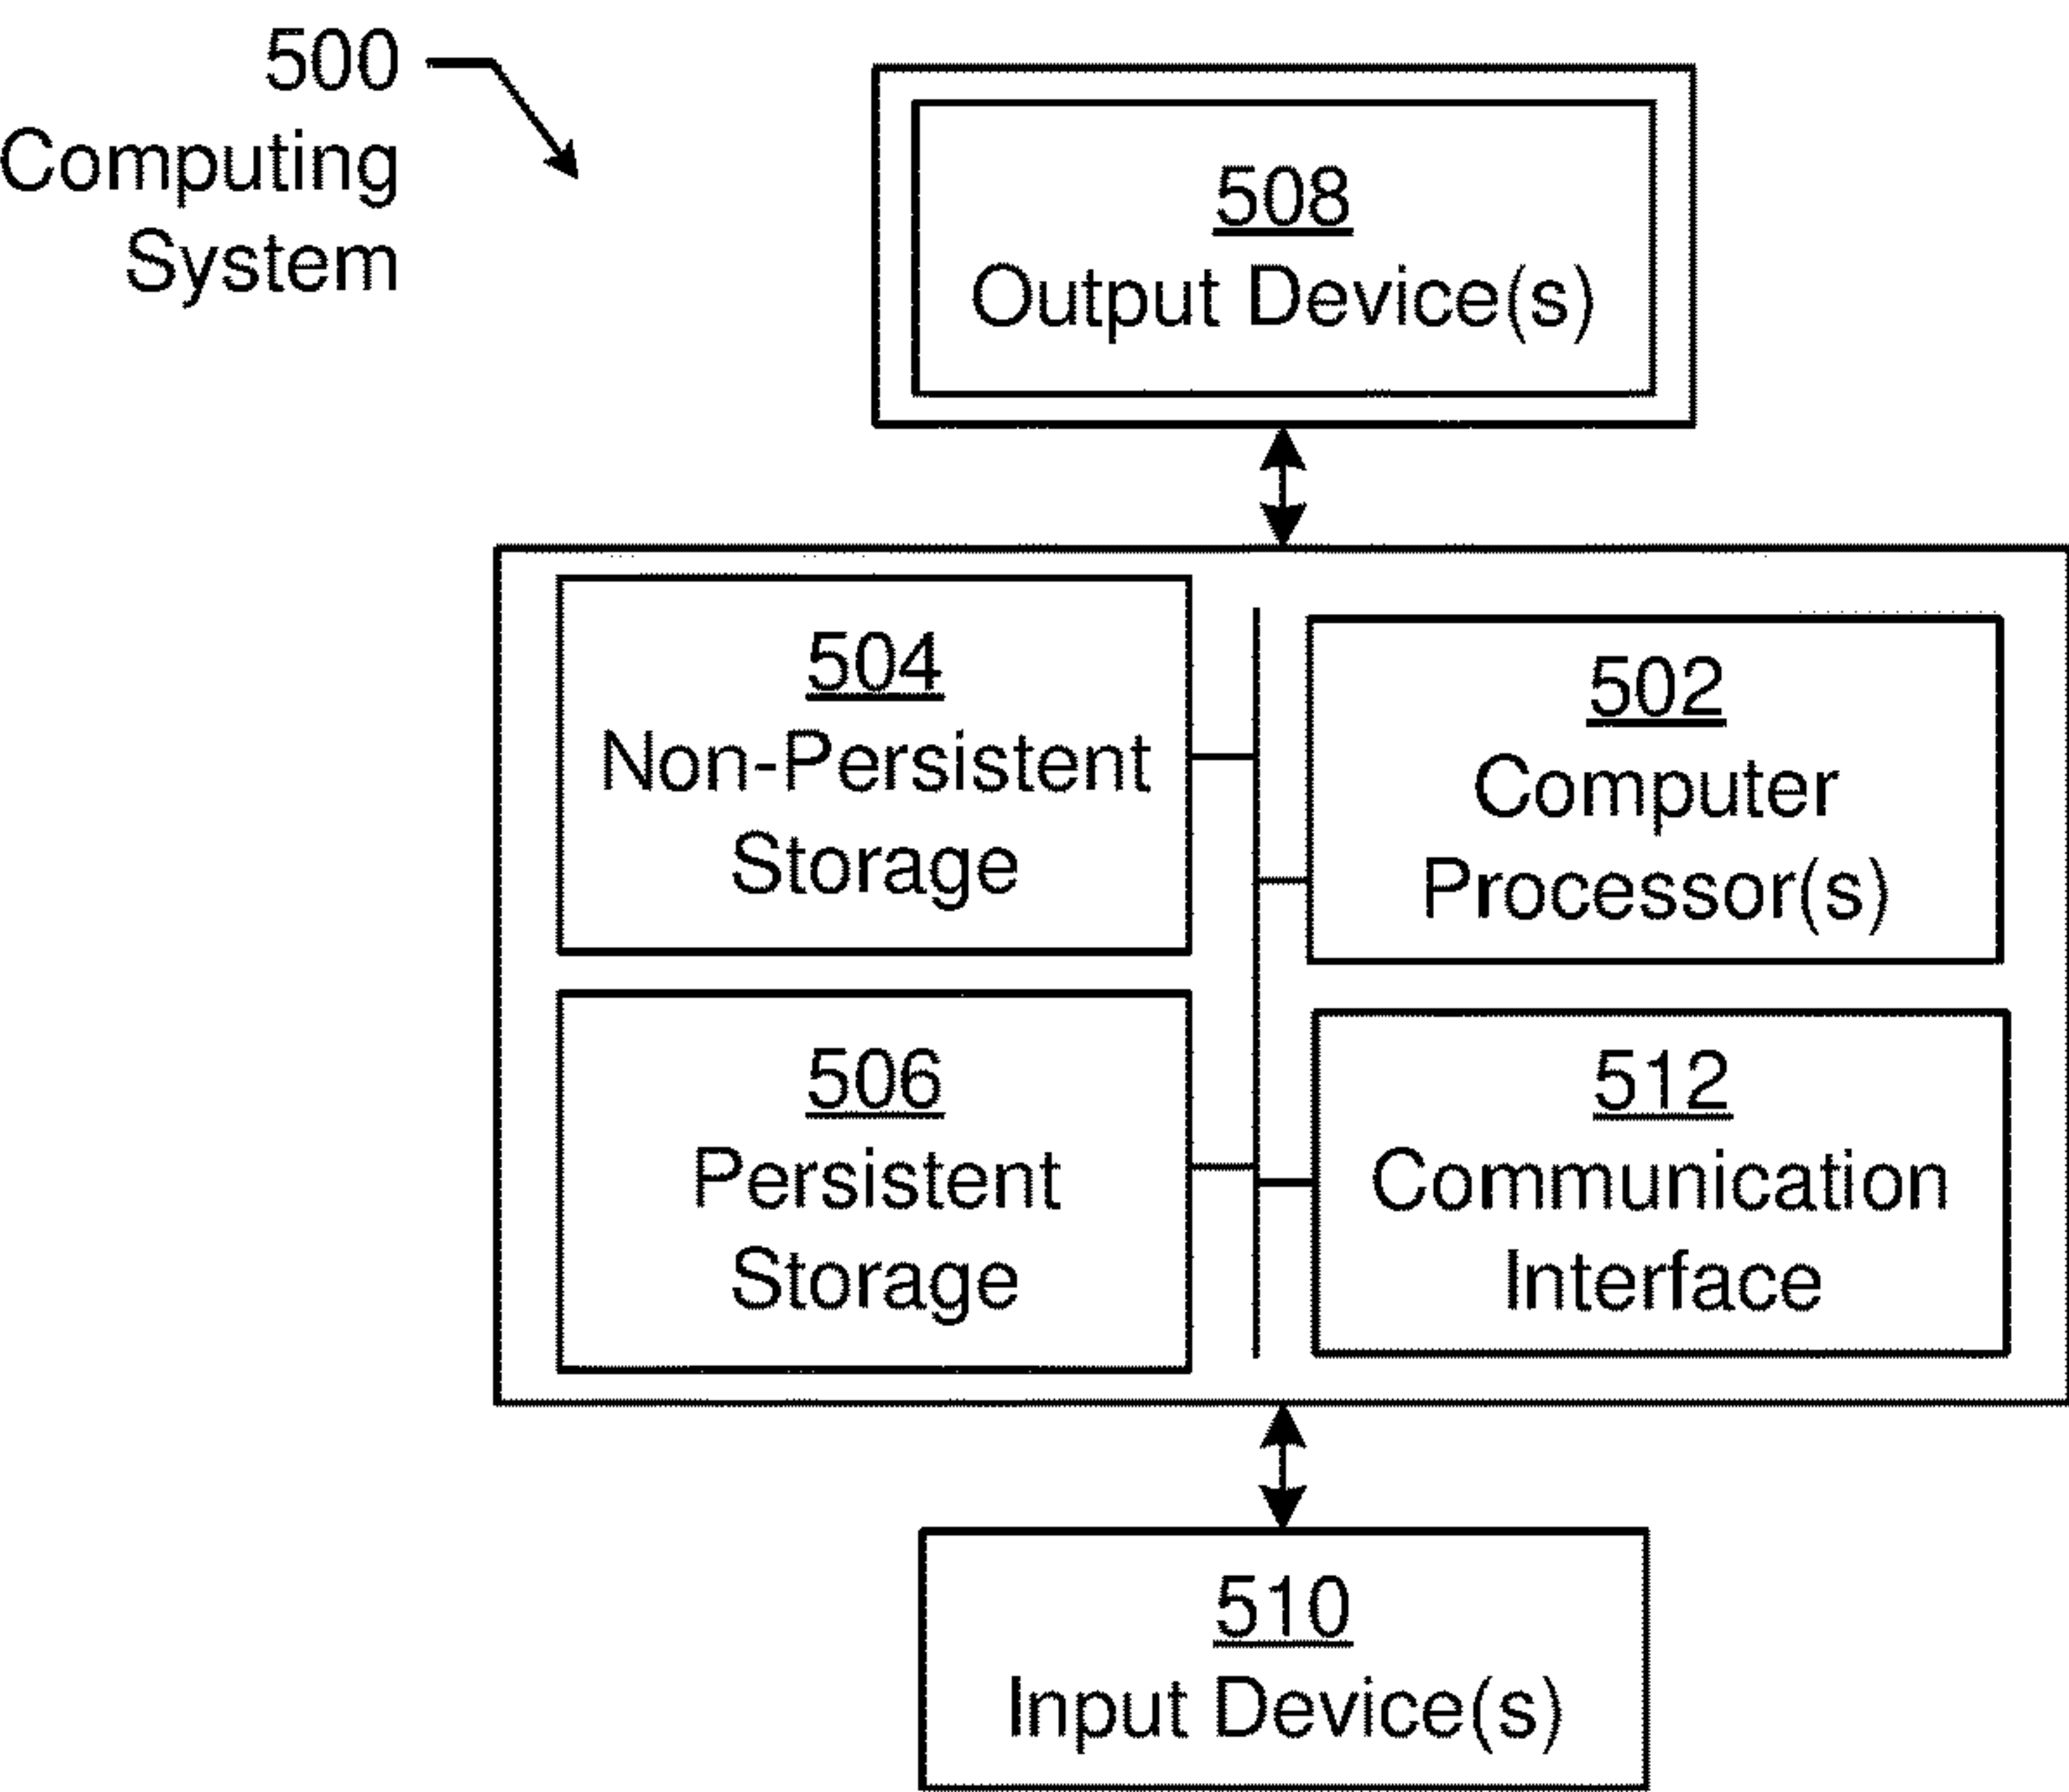 500
Computing
System
508
Output Device(s)
504
Non-Persistent
Storage
502
Computer
Processor(s)
506
Persistent
Storage
512
Communication
Interface
510
Input Device(s)